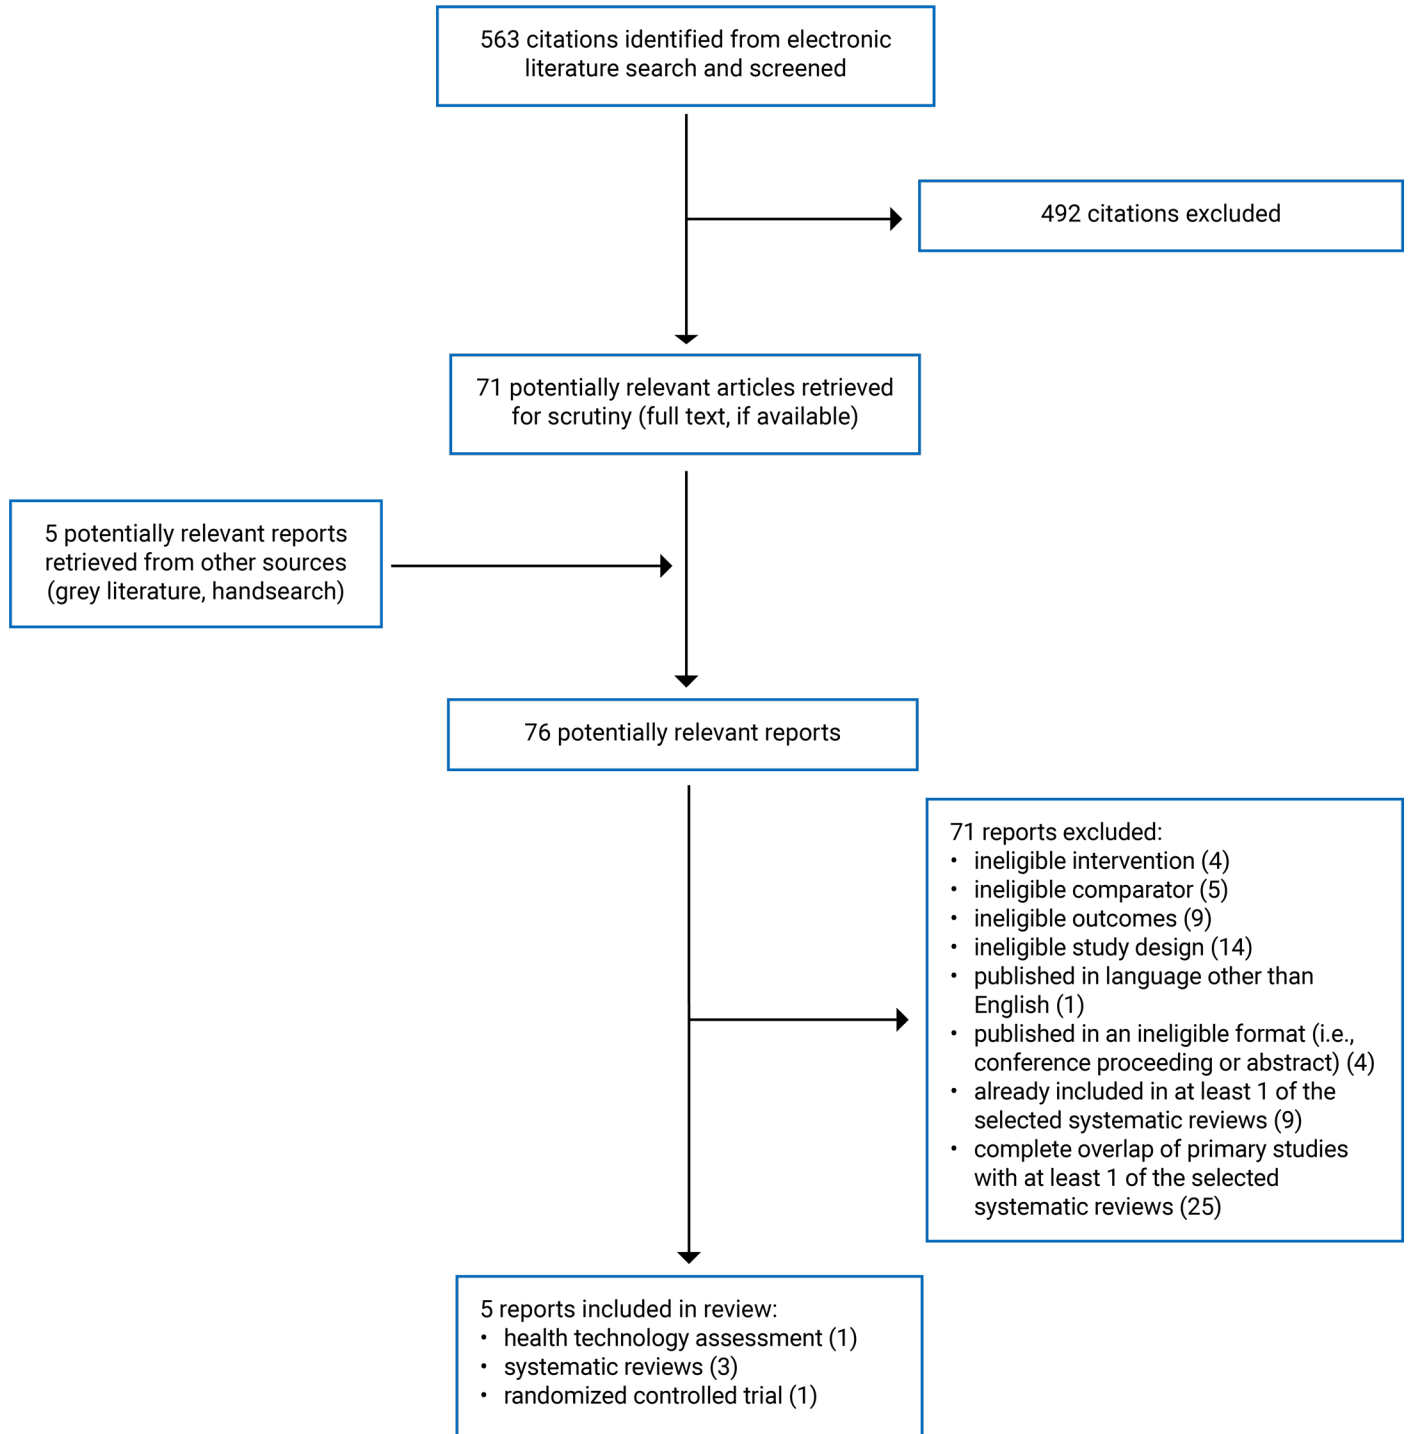 563 citations identified from electronic
literature search and screened
492 citations excluded
71 potentially relevant articles retrieved
for scrutiny (full text, if available)
5 potentially relevant reports
retrieved from other sources
(grey literature, handsearch)
76 potentially relevant reports
71 reports excluded:
• ineligible intervention (4)
• ineligible comparator (5)
• ineligible outcomes (9)
• ineligible study design (14)
• published in language other than
English (1)
• published in an ineligible format (i.e.,
conference proceeding or abstract) (4)
• already included in at least 1 of the
selected systematic reviews (9)
• complete overlap of primary studies
with at least 1 of the selected
systematic reviews (25)
5 reports included in review:
• health technology assessment (1)
• systematic reviews (3)
• randomized controlled trial (1)